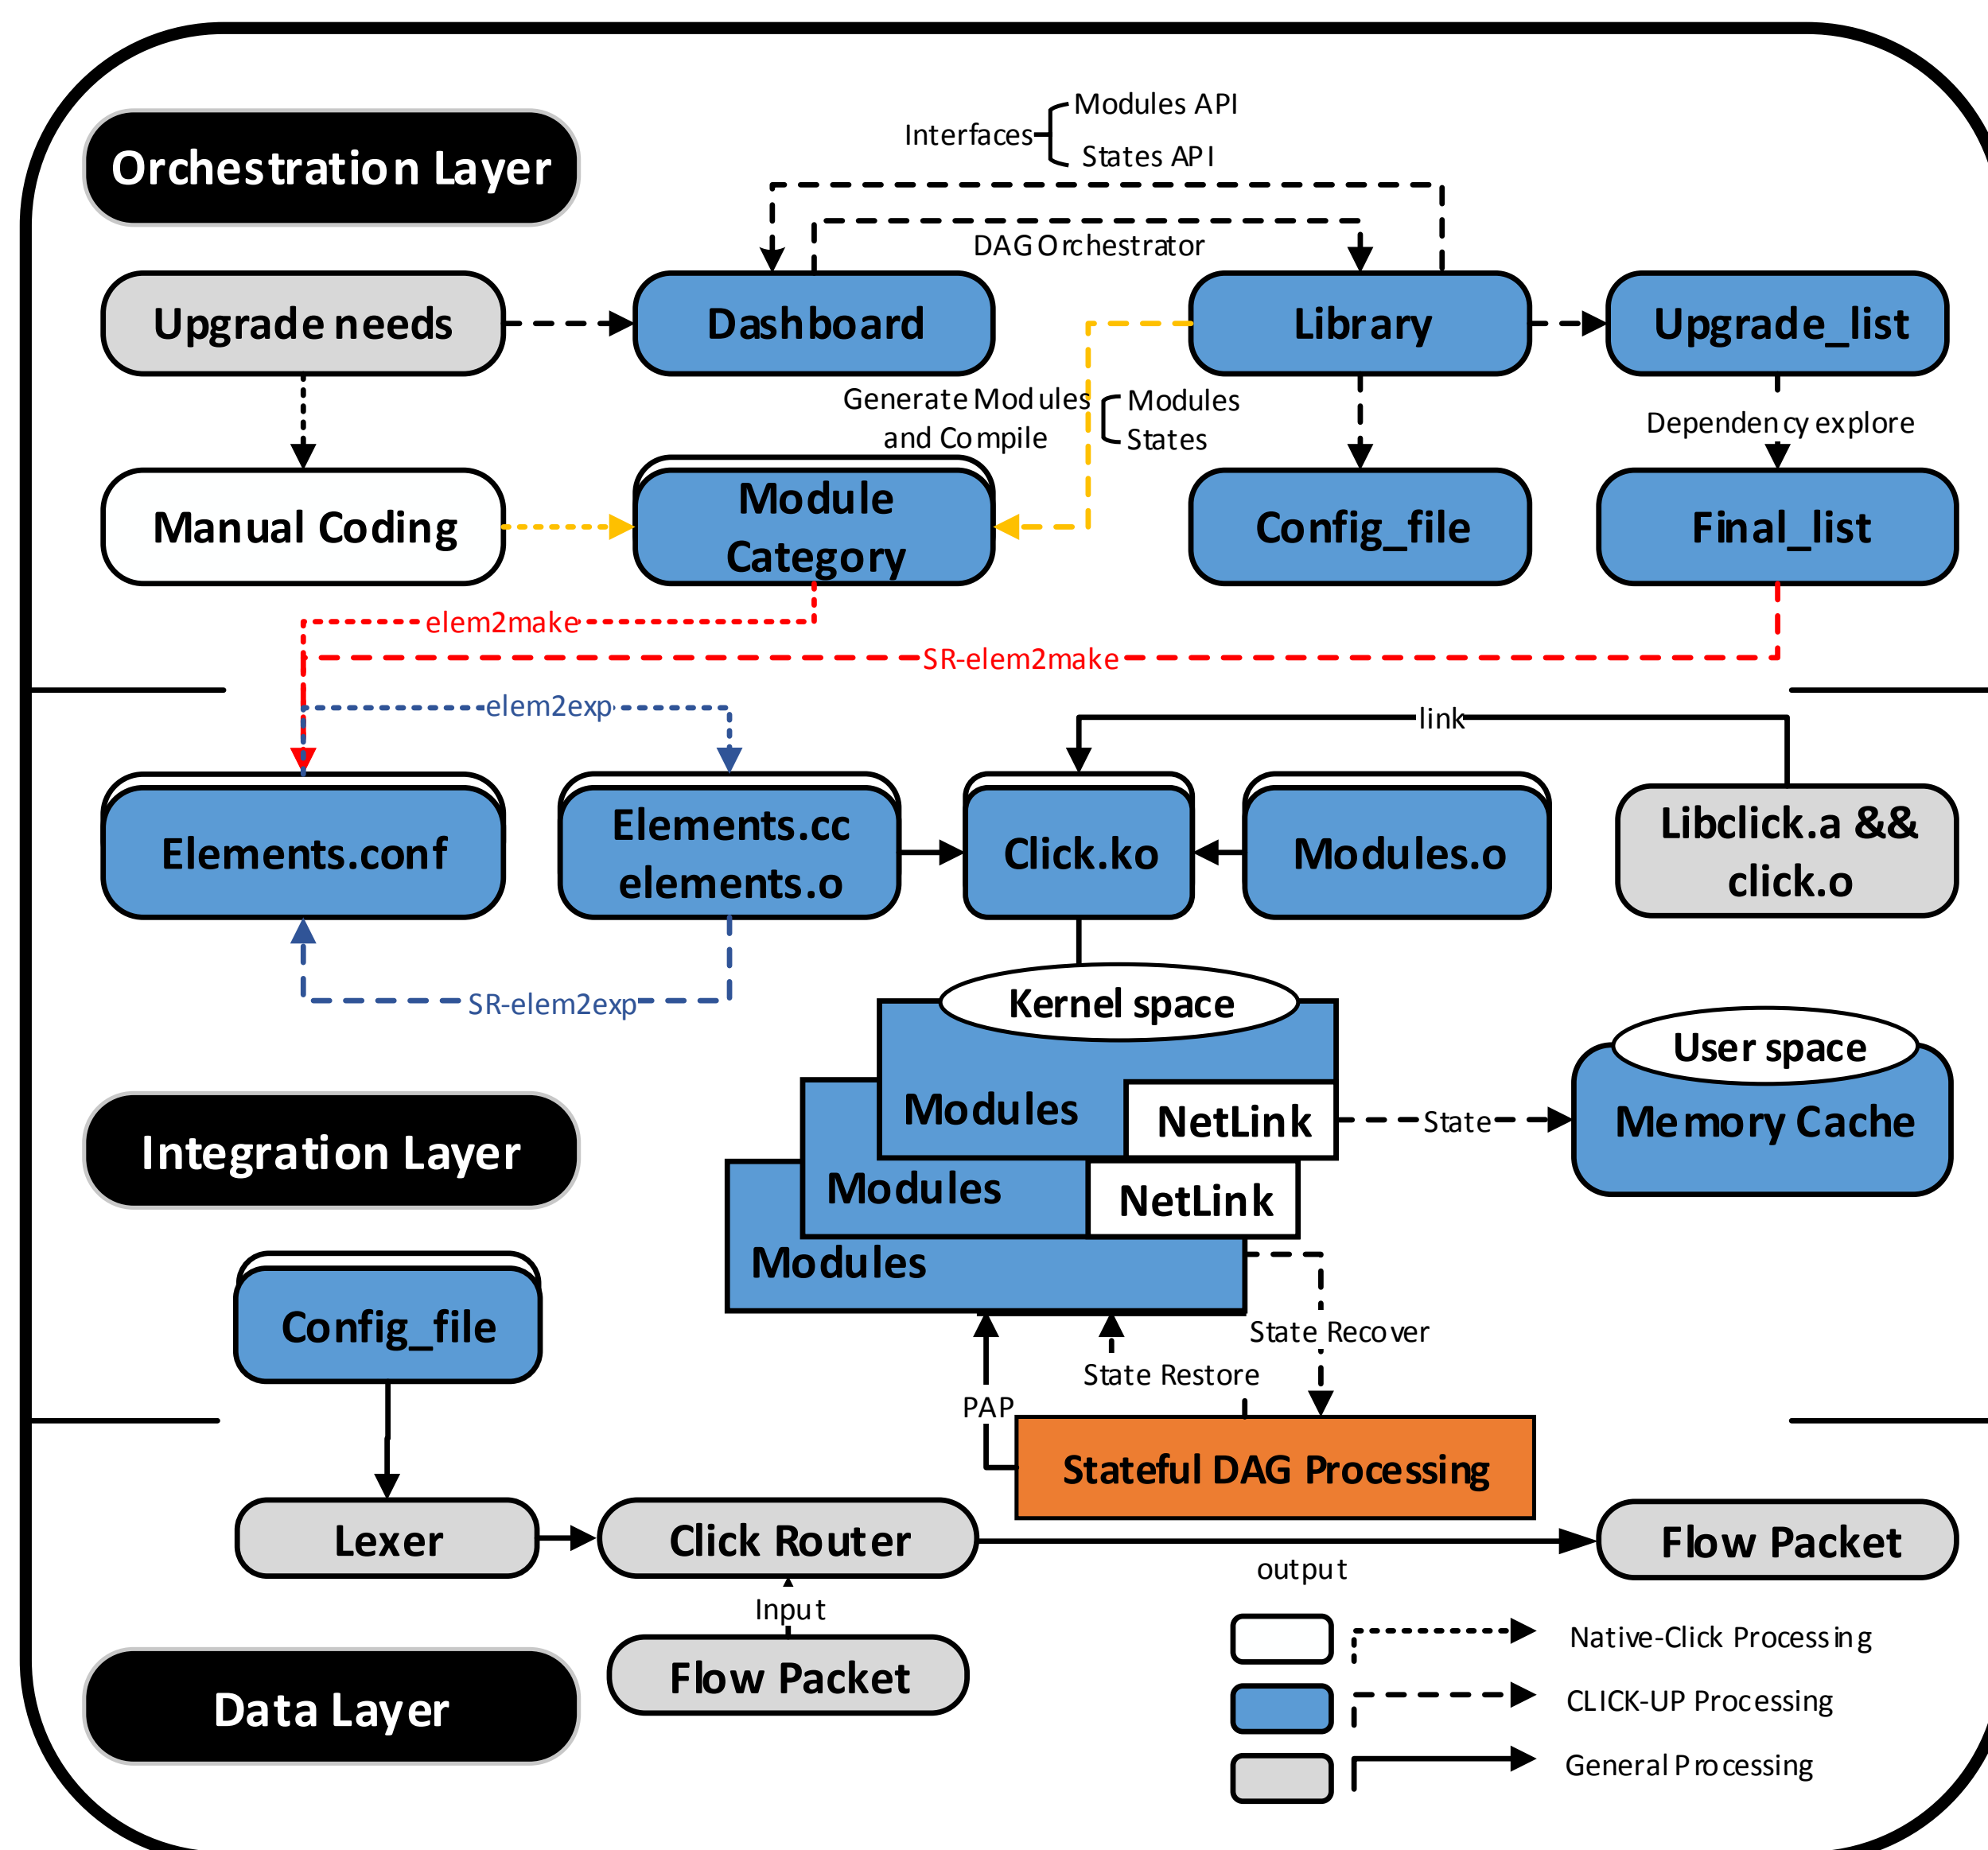 Orchestration Layer
Interfaces
Modules API
States API
DAG Orchestrator
Upgrade needs
Dashboard
Library
Upgrade_list
Generate Modules
and Compile
Modules
States
Dependency explore
Manual Coding
Module
Category
Config_file
Final_list
elem2make
SR-elem2make
elem2exp
link
Elements.conf
Elements.cc
elements.o
Click.ko
Modules.o
Libclick.a &&
click.o
SR-elem2exp
Kernel space
User space
Modules
NetLink
State
Memory Cache
Integration Layer
Modules
NetLink
Modules
Config_file
State Recover
State Restore
PAP
Stateful DAG Processing
Lexer
Click Router
Flow Packet
output
Input
Flow Packet
Data Layer
Native-Click Processing
CLICK-UP Processing
General Processing